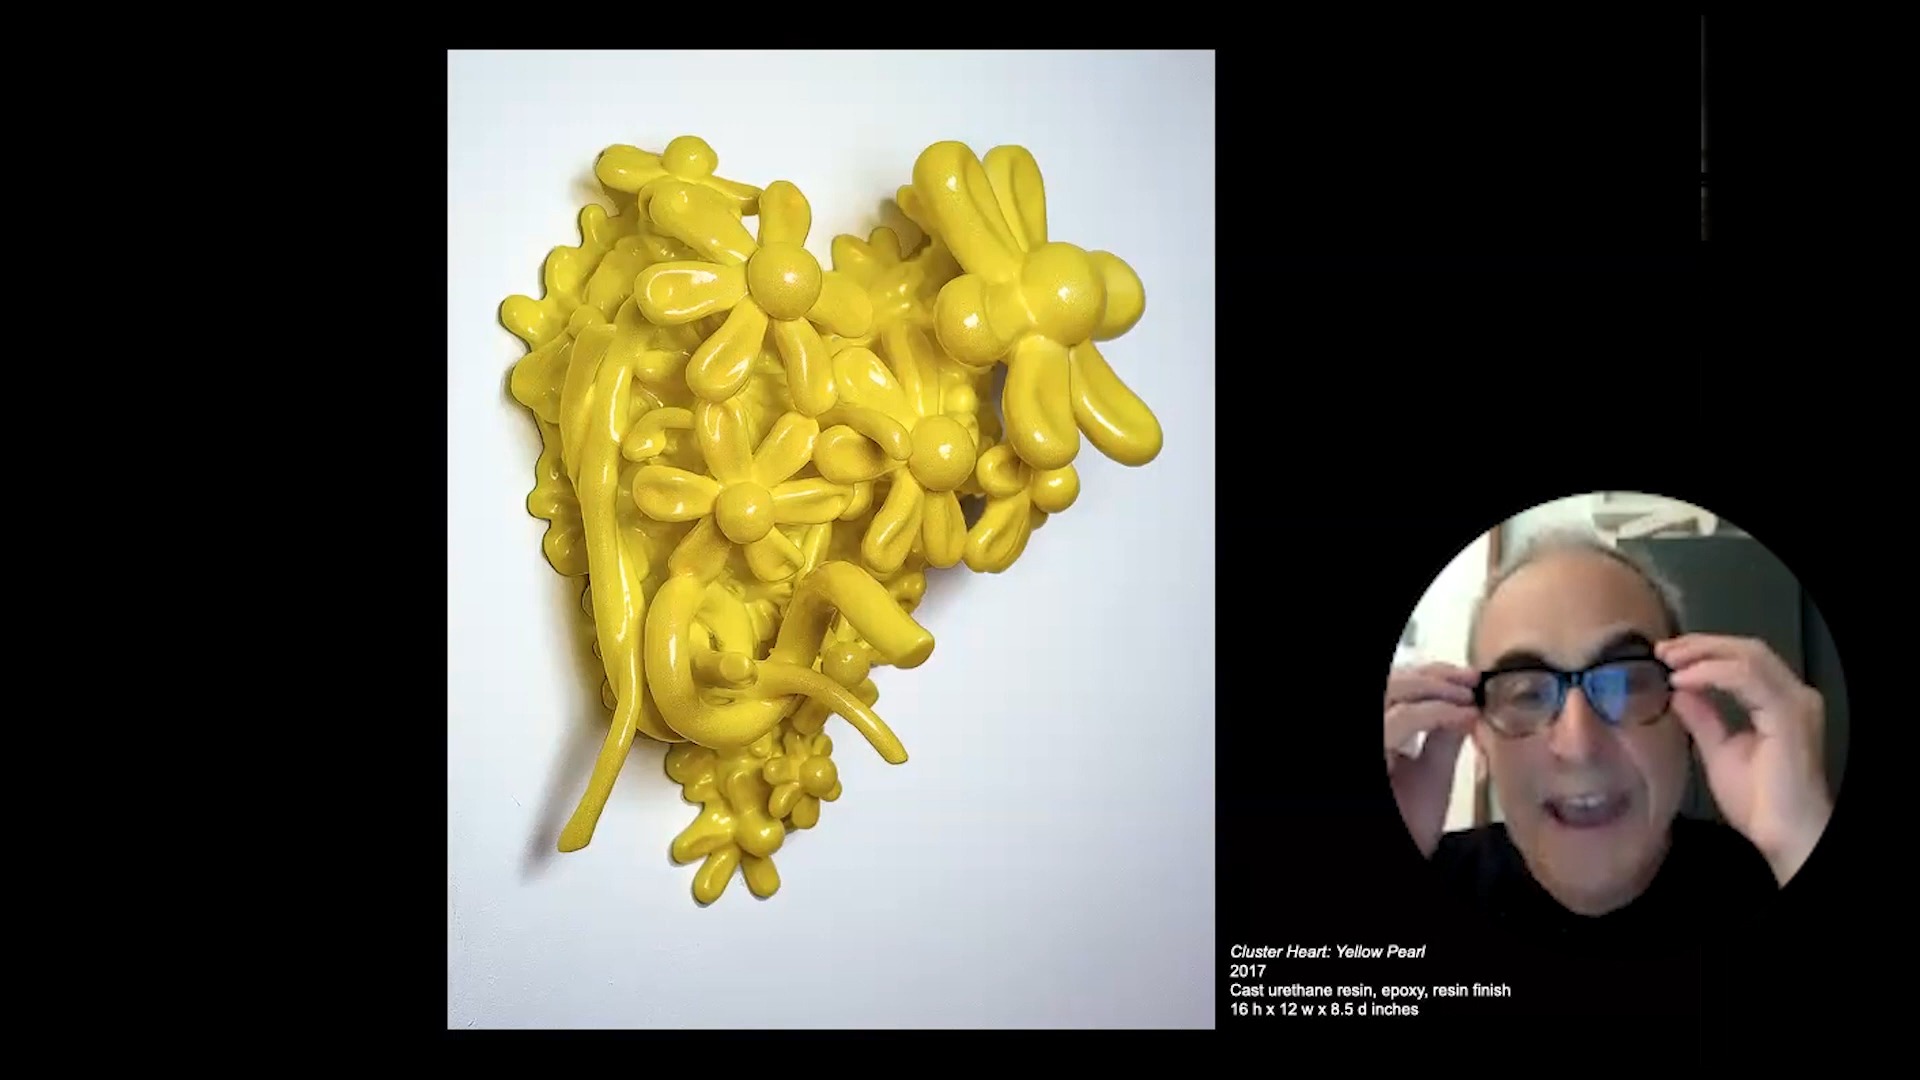 Cluster Heart: Yellow Pearl
2017
Cast urethane resin, epoxy, resin finish
16 h x 12 w x 8.5 d inches